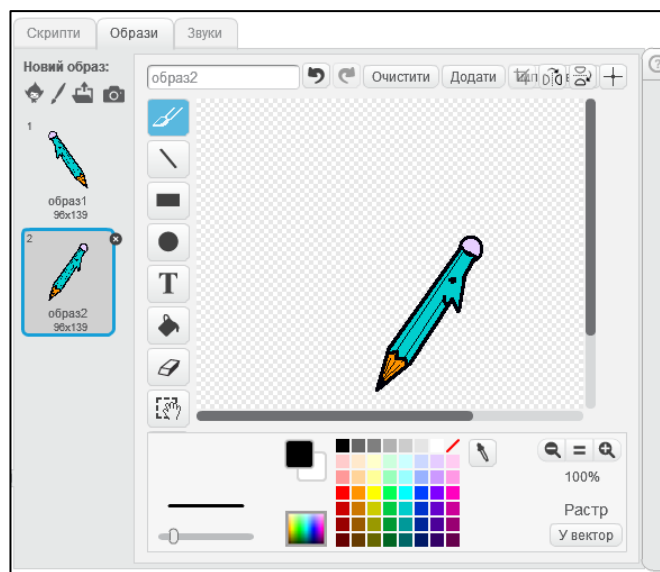 Скрипти Образи Звуки
Новий образ:
образ2 Очистити Додати
1
образ1
96x139
2
образ2
96x139
T
100%
Растр
У вектор